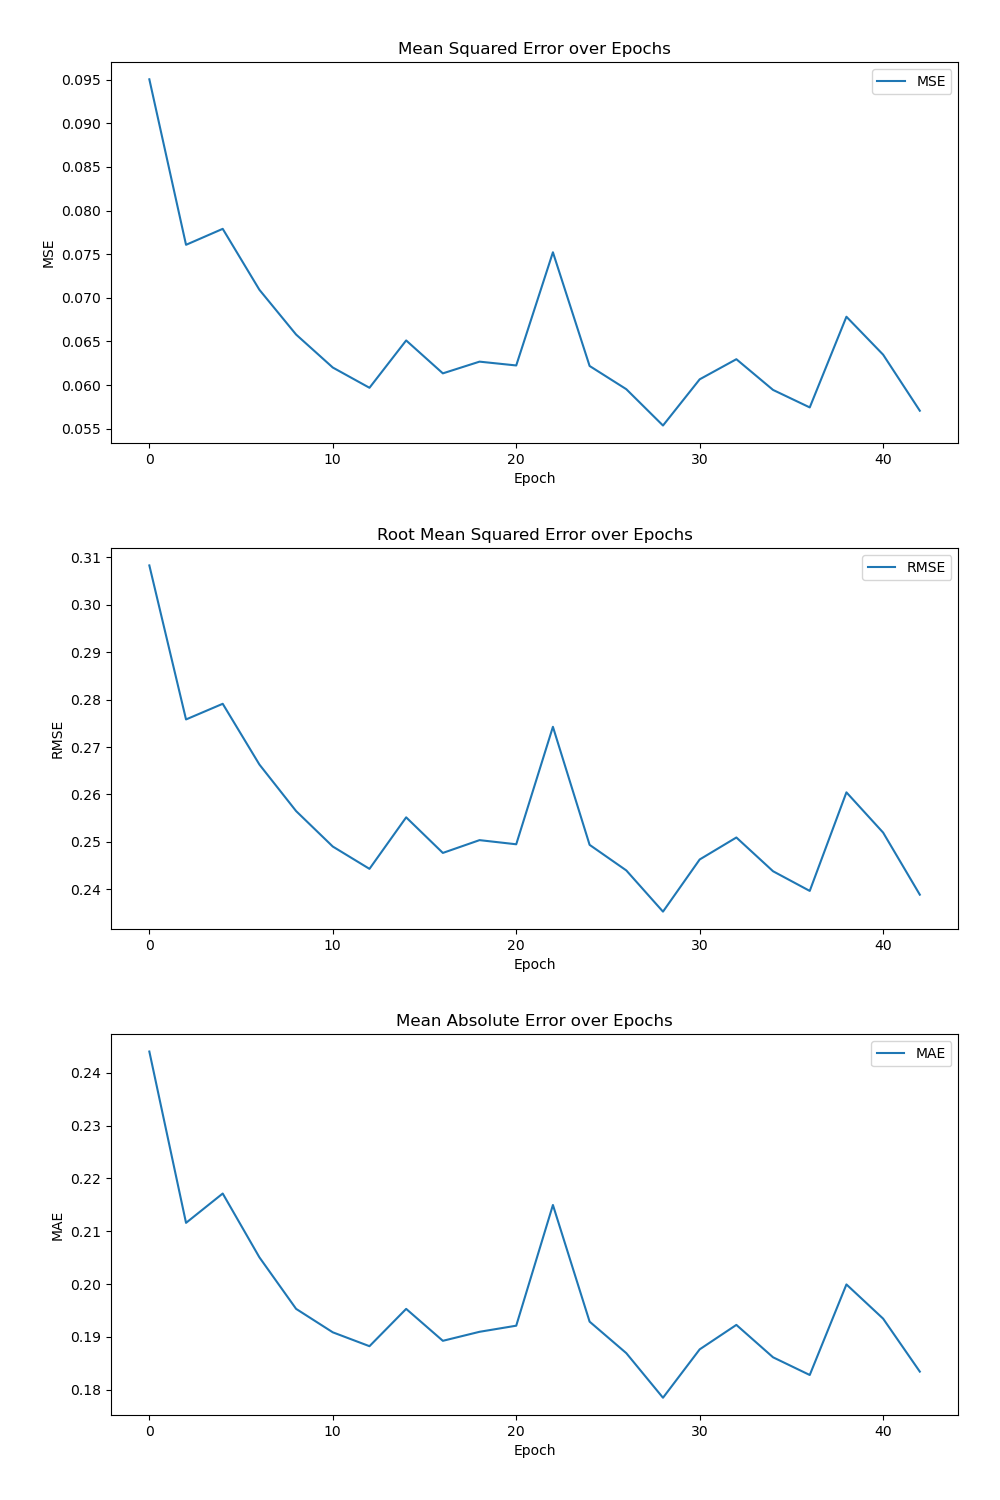 Mean Squared Error over Epochs
MSE
0.095
0.090
0.085
0.080
0.075
0.070
0.065
0.060
0.055
MSE
0 10 20 30 40
Epoch
Root Mean Squared Error over Epochs
RMSE
0.31
0.30
0.29
0.28
0.27
0.26
0.25
0.24
RMSE
0 10 20 30 40
Epoch
Mean Absolute Error over Epochs
MAE
0.24
0.23
0.22
0.21
0.20
0.19
0.18
MAE
0 10 20 30 40
Epoch